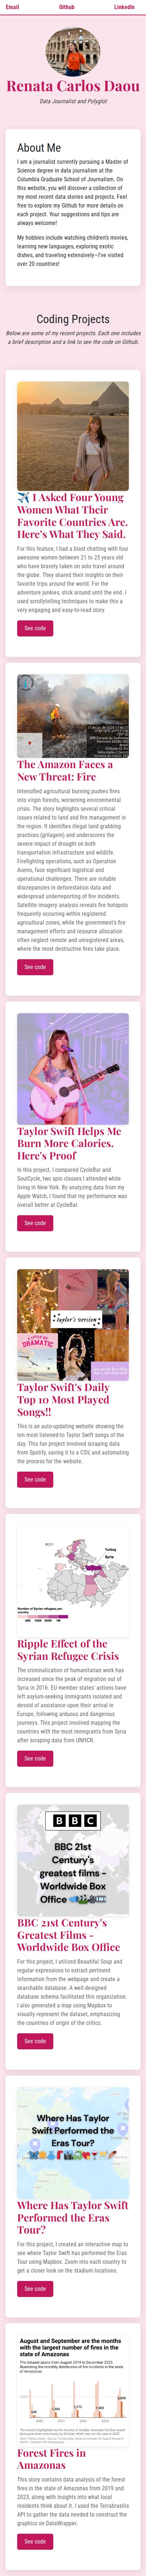 Email Github LinkedIn
Renata Carlos Daou
Data Journalist and Polyglot
About Me
I am a journalist currently pursuing a Master of
Science degree in data journalism at the
Columbia Graduate School of Journalism. On
this website, you will discover a collection of
my most recent data stories and projects. Feel
free to explore my Github for more details on
each project. Your suggestions and tips are
always welcome!
My hobbies include watching children's movies,
learning new languages, exploring exotic
dishes, and traveling extensively—I've visited
over 20 countries!
Coding Projects
Below are some of my recent projects. Each one includes
a brief description and a link to see the code on Github.
✈️ I Asked Four Young
Women What Their
Favorite Countries Are.
Here's What They Said.
For this feature, I had a blast chatting with four
awesome women between 21 to 25 years old
who have traveled taken on solo travel around
the globe. They shared their insights on their
favorite trips around the world. For the
adventure junkies, stick around until the end. I
used scrollytelling techniques to make this a
very engaging and easy-to-read story.
See code
The Amazon Faces a
New Threat: Fire
Intensified agricultural burning pushes fires
into virgin forests, worsening environmental
crisis. The story highlights several critical
issues related to land and fire management in
the region. It identifies illegal land grabbing
practices (grilagem) and underscores the
severe impact of drought on both
transportation infrastructure and wildlife.
Firefighting operations, such as Operation
Aceiro, face significant logistical and
operational challenges. There are notable
discrepancies in deforestation data and
widespread underreporting of fire incidents.
Satellite imagery analysis reveals fire hotspots
frequently occurring within registered
agricultural zones, while the government's fire
management efforts and resource allocation
often neglect remote and ungoverned areas,
where the most destructive fires take place.
See code
Taylor Swift Helps Me
Burn More Calories.
Here's Proof
In this project, I compared CycleBar and
SoulCycle, two spin classes I attended while
living in New York. By analyzing data from my
Apple Watch, I found that my performance was
overall better at CycleBar.
See code
taylor's version
DRAMATIC
Taylor Swift's Daily
Top 10 Most Played
Songs!!
This is an auto-updating website showing the
ten most listened-to Taylor Swift songs of the
day. This fun project involved scraping data
from Spotify, saving it to a CSV, and automating
the process for the website.
See code
Turkey
Syria
Number of Syrian refugees per
country
Ripple Effect of the
Syrian Refugee Crisis
The criminalization of humanitarian work has
increased since the peak of migration out of
Syria in 2016. EU member states' actions have
left asylum-seeking immigrants isolated and
devoid of assistance upon their arrival in
Europe, following arduous and dangerous
journeys. This project involved mapping the
countries with the most immigrants from Syria
after scraping data from UNHCR.
See code
BBC
BBC 21st
Century's
greatest films -
Worldwide Box
Office
BBC 21st Century's
Greatest Films -
Worldwide Box Office
For this project, I utilized Beautiful Soup and
regular expressions to extract pertinent
information from the webpage and create a
searchable database. A well-designed
database schema facilitated this organization.
I also generated a map using Mapbox to
visually represent the dataset, emphasizing
the countries of origin of the critics.
See code
Where Has Taylor
Swift Performed the
Eras Tour?
Where Has Taylor Swift
Performed the Eras
Tour?
For this project, I created an interactive map to
see where Taylor Swift has performed the Eras
Tour using Mapbox. Zoom into each country to
get a closer look on the stadium locations.
See code
August and September are the months
with the largest number of fires in the
state of Amazonas
The dataset spans from August 2019 to December 2023,
illustrating the monthly distribution of fire incidents in the state
of Amazonas.
Forest Fires in
Amazonas
This story contains data analysis of the forest
fires in the state of Amazonas from 2019 and
2023, along with insights into what local
residents think about it. I used the Terrabrasilis
API to gather the data needed to construct the
graphics on DataWrapper.
See code